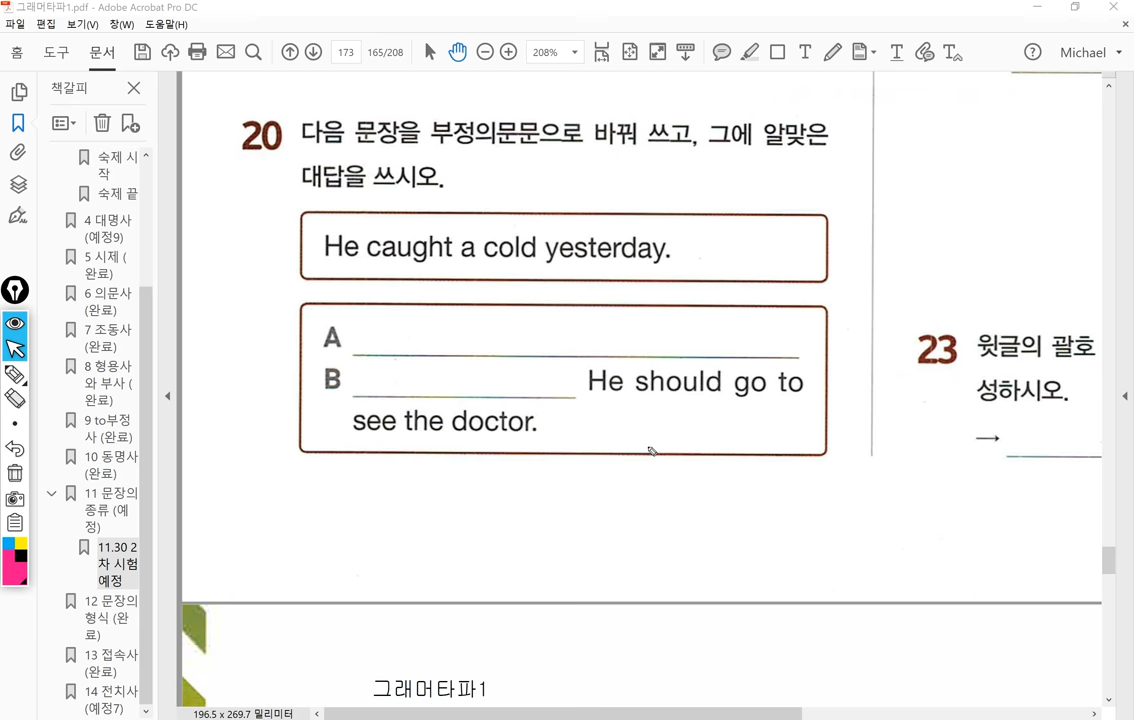 그래머타파1.pdf - Adobe Acrobat Pro DC
파일 편집 보기(V) 창(W) 도움말(H)
홈 도구 문서 173 165/208 208% Michael
책갈피
숙제 시
작
숙제 끝
4 대명사
(예정9)
5 시제 (
완료)
6 의문사
(완료)
7 조동사
(완료)
8 형용사
와 부사 (
완료)
9 to부정
사 (완료)
10 동명사
(완료)
11 문장의
종류 (예
정)
11.30 2
차 시험
예정
12 문장의
형식 (완
료)
13 접속사
(완료)
14 전치사
(예정7)
20 다음 문장을 부정의문문으로 바꿔 쓰고, 그에 알맞은
대답을 쓰시오.
He caught a cold yesterday.
A
B He should go to
see the doctor.
23 윗글의 괄호
성하시오.
→
그래머타파1
196.5 x 269.7 밀리미터